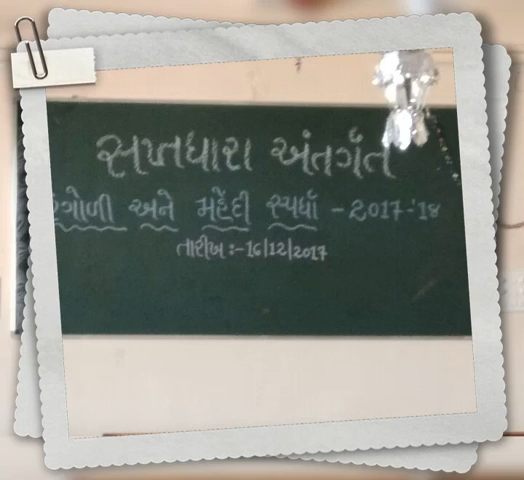 સપ્તધારા અંતર્ગત
રંગોળી અને મહેંદી સ્પર્ધા - 2017-'18
તારીખ :- 16/12/2017